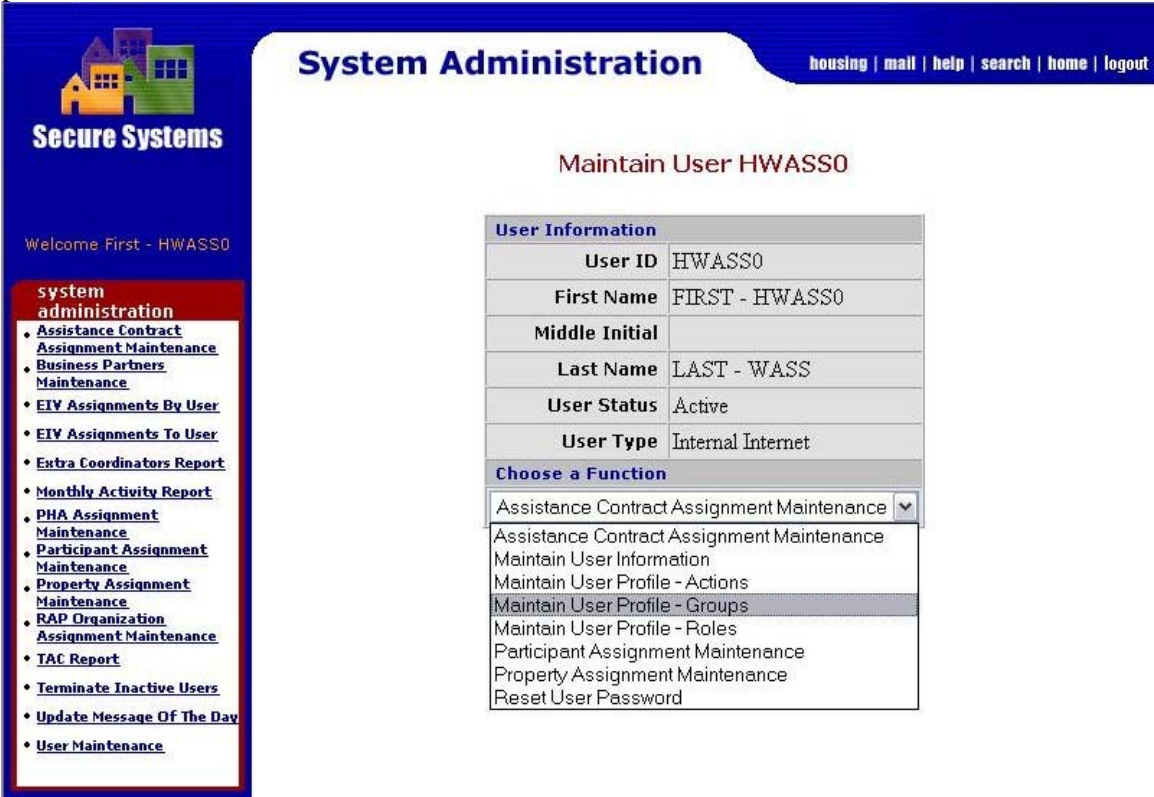 System Administration
housing | mail | help | search | home | logout
Secure Systems
Welcome First - HWASS0
system
administration
• Assistance Contract
Assignment Maintenance
• Business Partners
Maintenance
• EIV Assignments By User
• EIV Assignments To User
• Extra Coordinators Report
• Monthly Activity Report
• PHA Assignment
Maintenance
• Participant Assignment
Maintenance
• Property Assignment
Maintenance
• RAP Organization
Assignment Maintenance
• TAC Report
• Terminate Inactive Users
• Update Message Of The Day
• User Maintenance
Maintain User HWASS0
User Information
User ID HWASS0
First Name FIRST - HWASS0
Middle Initial
Last Name LAST - WASS
User Status Active
User Type Internal Internet
Choose a Function
Assistance Contract Assignment Maintenance
Assistance Contract Assignment Maintenance
Maintain User Information
Maintain User Profile - Actions
Maintain User Profile - Groups
Maintain User Profile - Roles
Participant Assignment Maintenance
Property Assignment Maintenance
Reset User Password